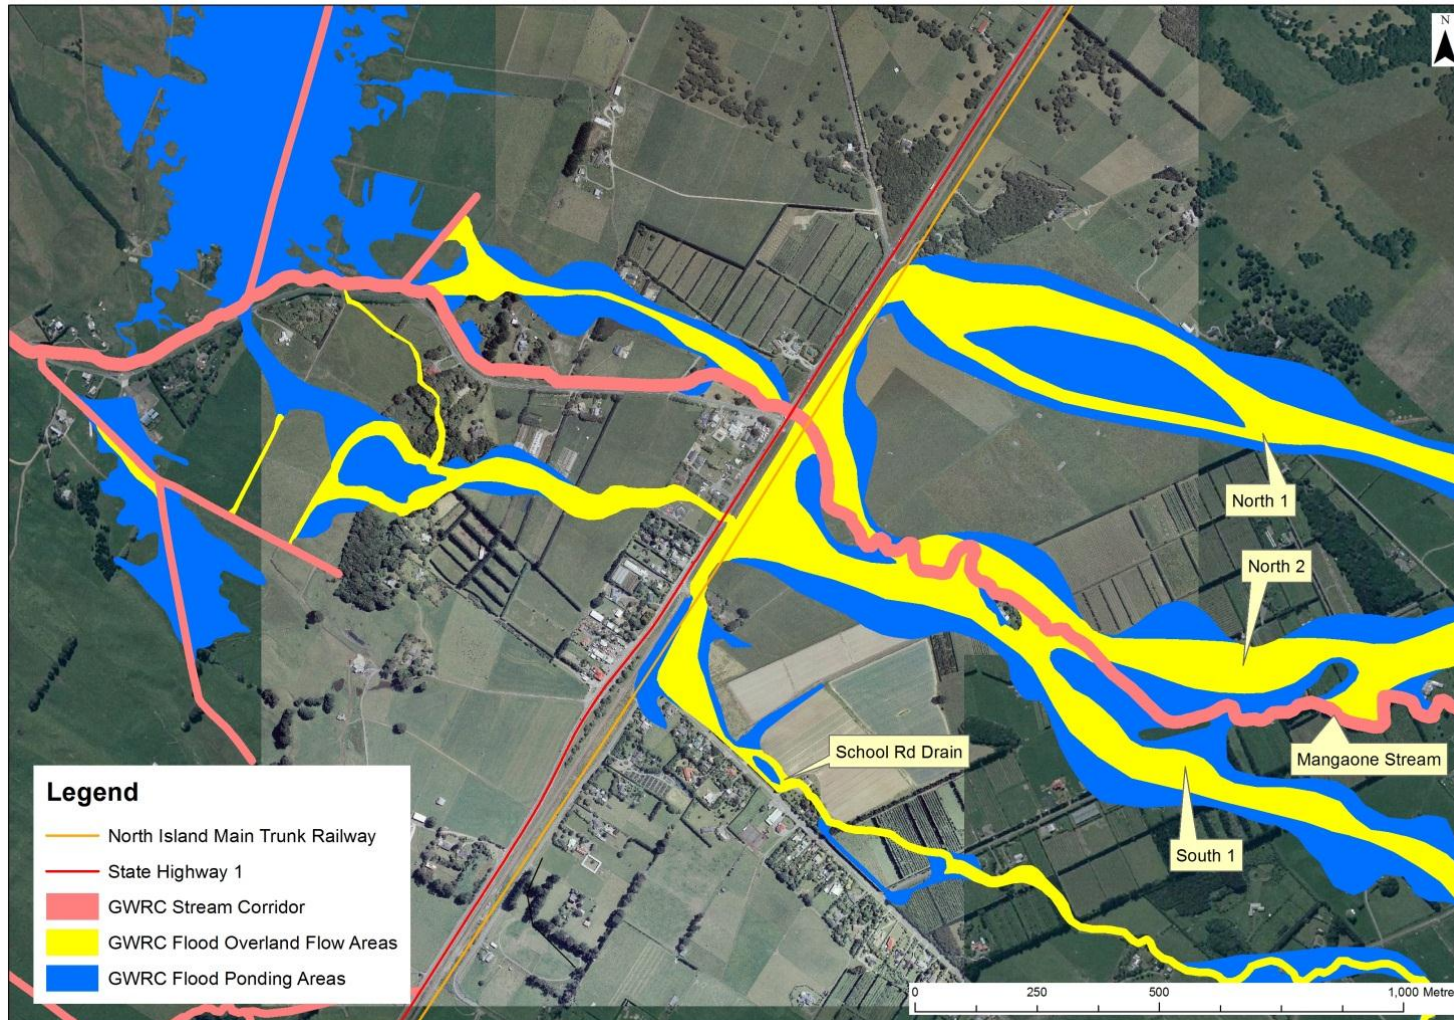 N
North 1
North 2
School Rd Drain
Mangaone Stream
South 1
Legend
North Island Main Trunk Railway
State Highway 1
GWRC Stream Corridor
GWRC Flood Overland Flow Areas
GWRC Flood Ponding Areas
0 250 500 1,000 Metre